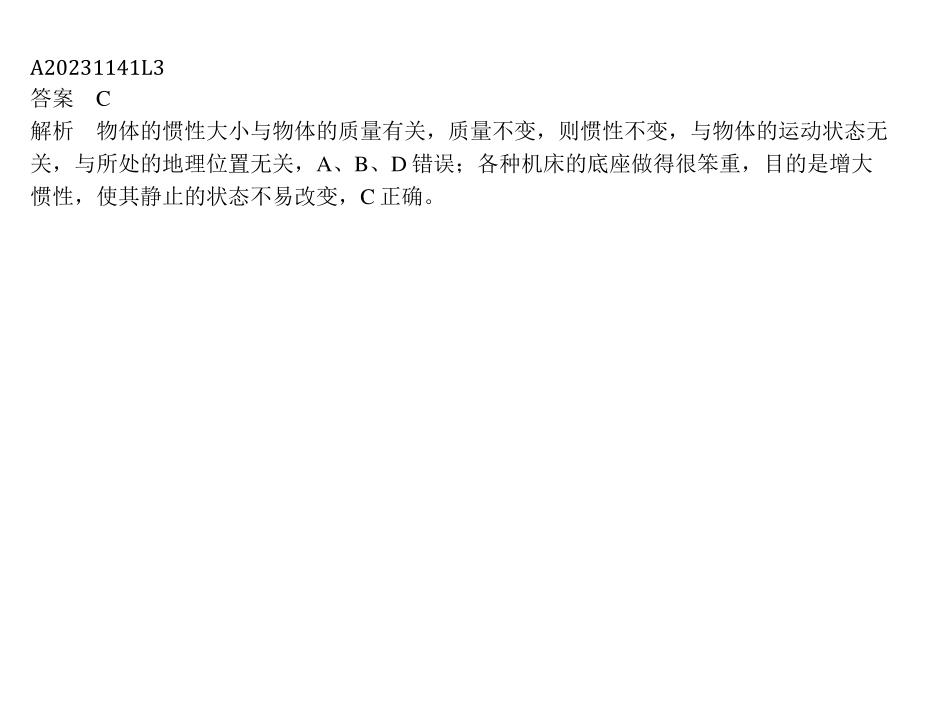 A20231141L3
答案　C
解析　物体的惯性大小与物体的质量有关，质量不变，则惯性不变，与物体的运动状态无
关，与所处的地理位置无关，A、B、D 错误；各种机床的底座做得很笨重，目的是增大
惯性，使其静止的状态不易改变，C 正确。